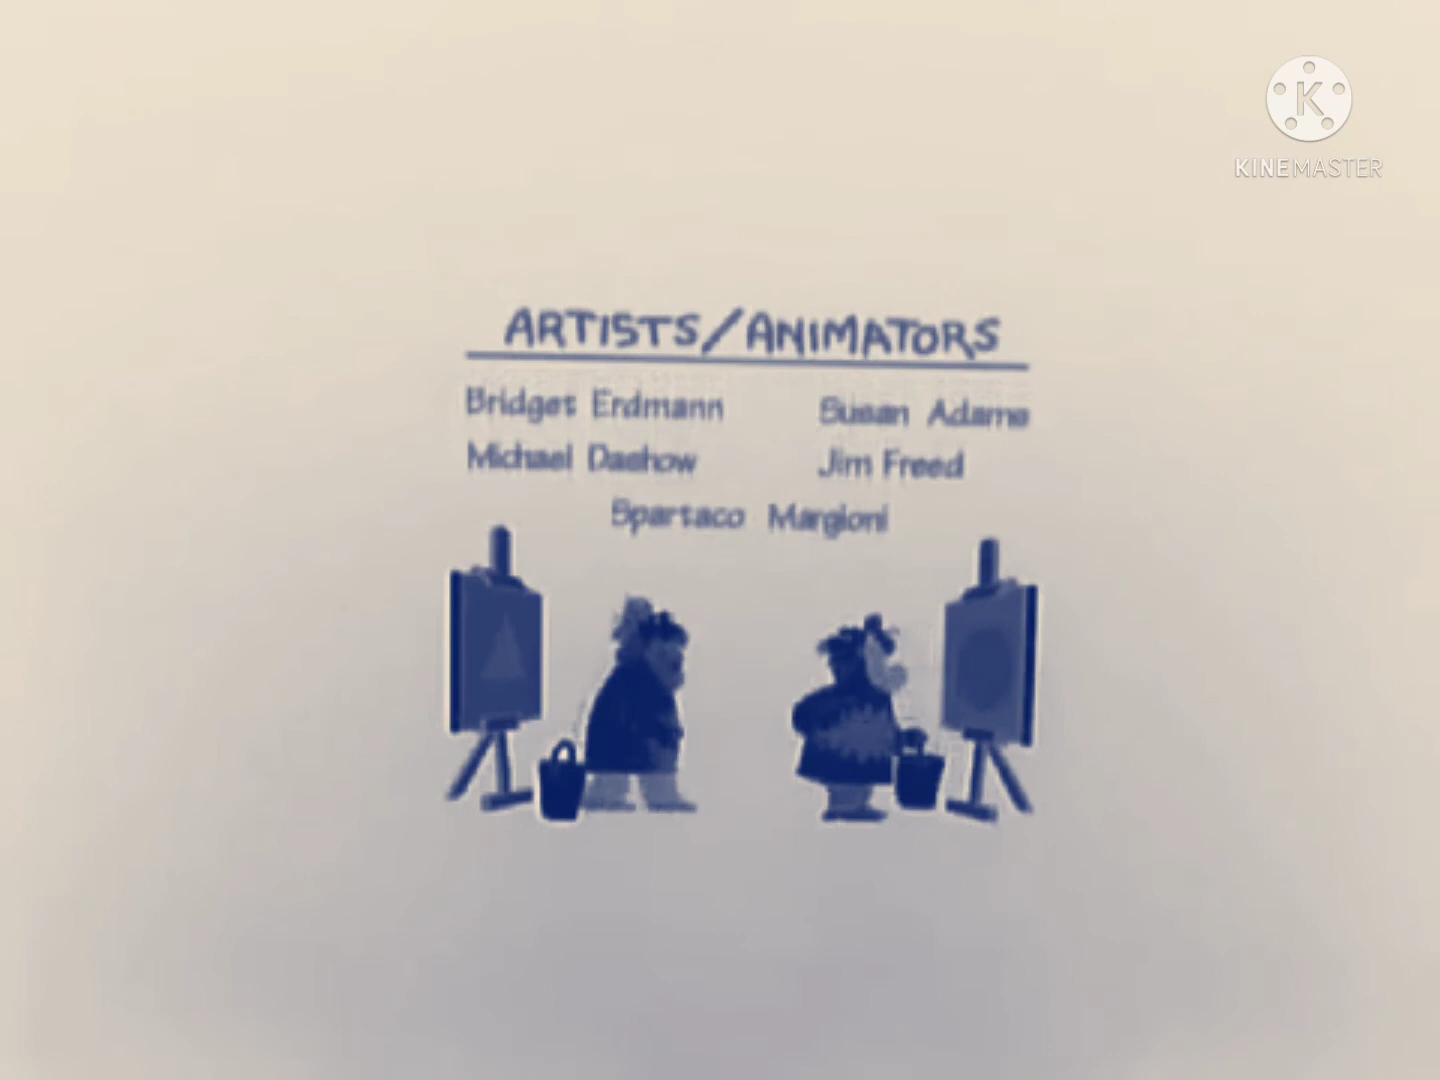 K
KINEMASTER
ARTISTS/ANIMATORS
Bridget Erdmann Susan Adams
Michael Dashow Jim Freed
Spartaco Margioni